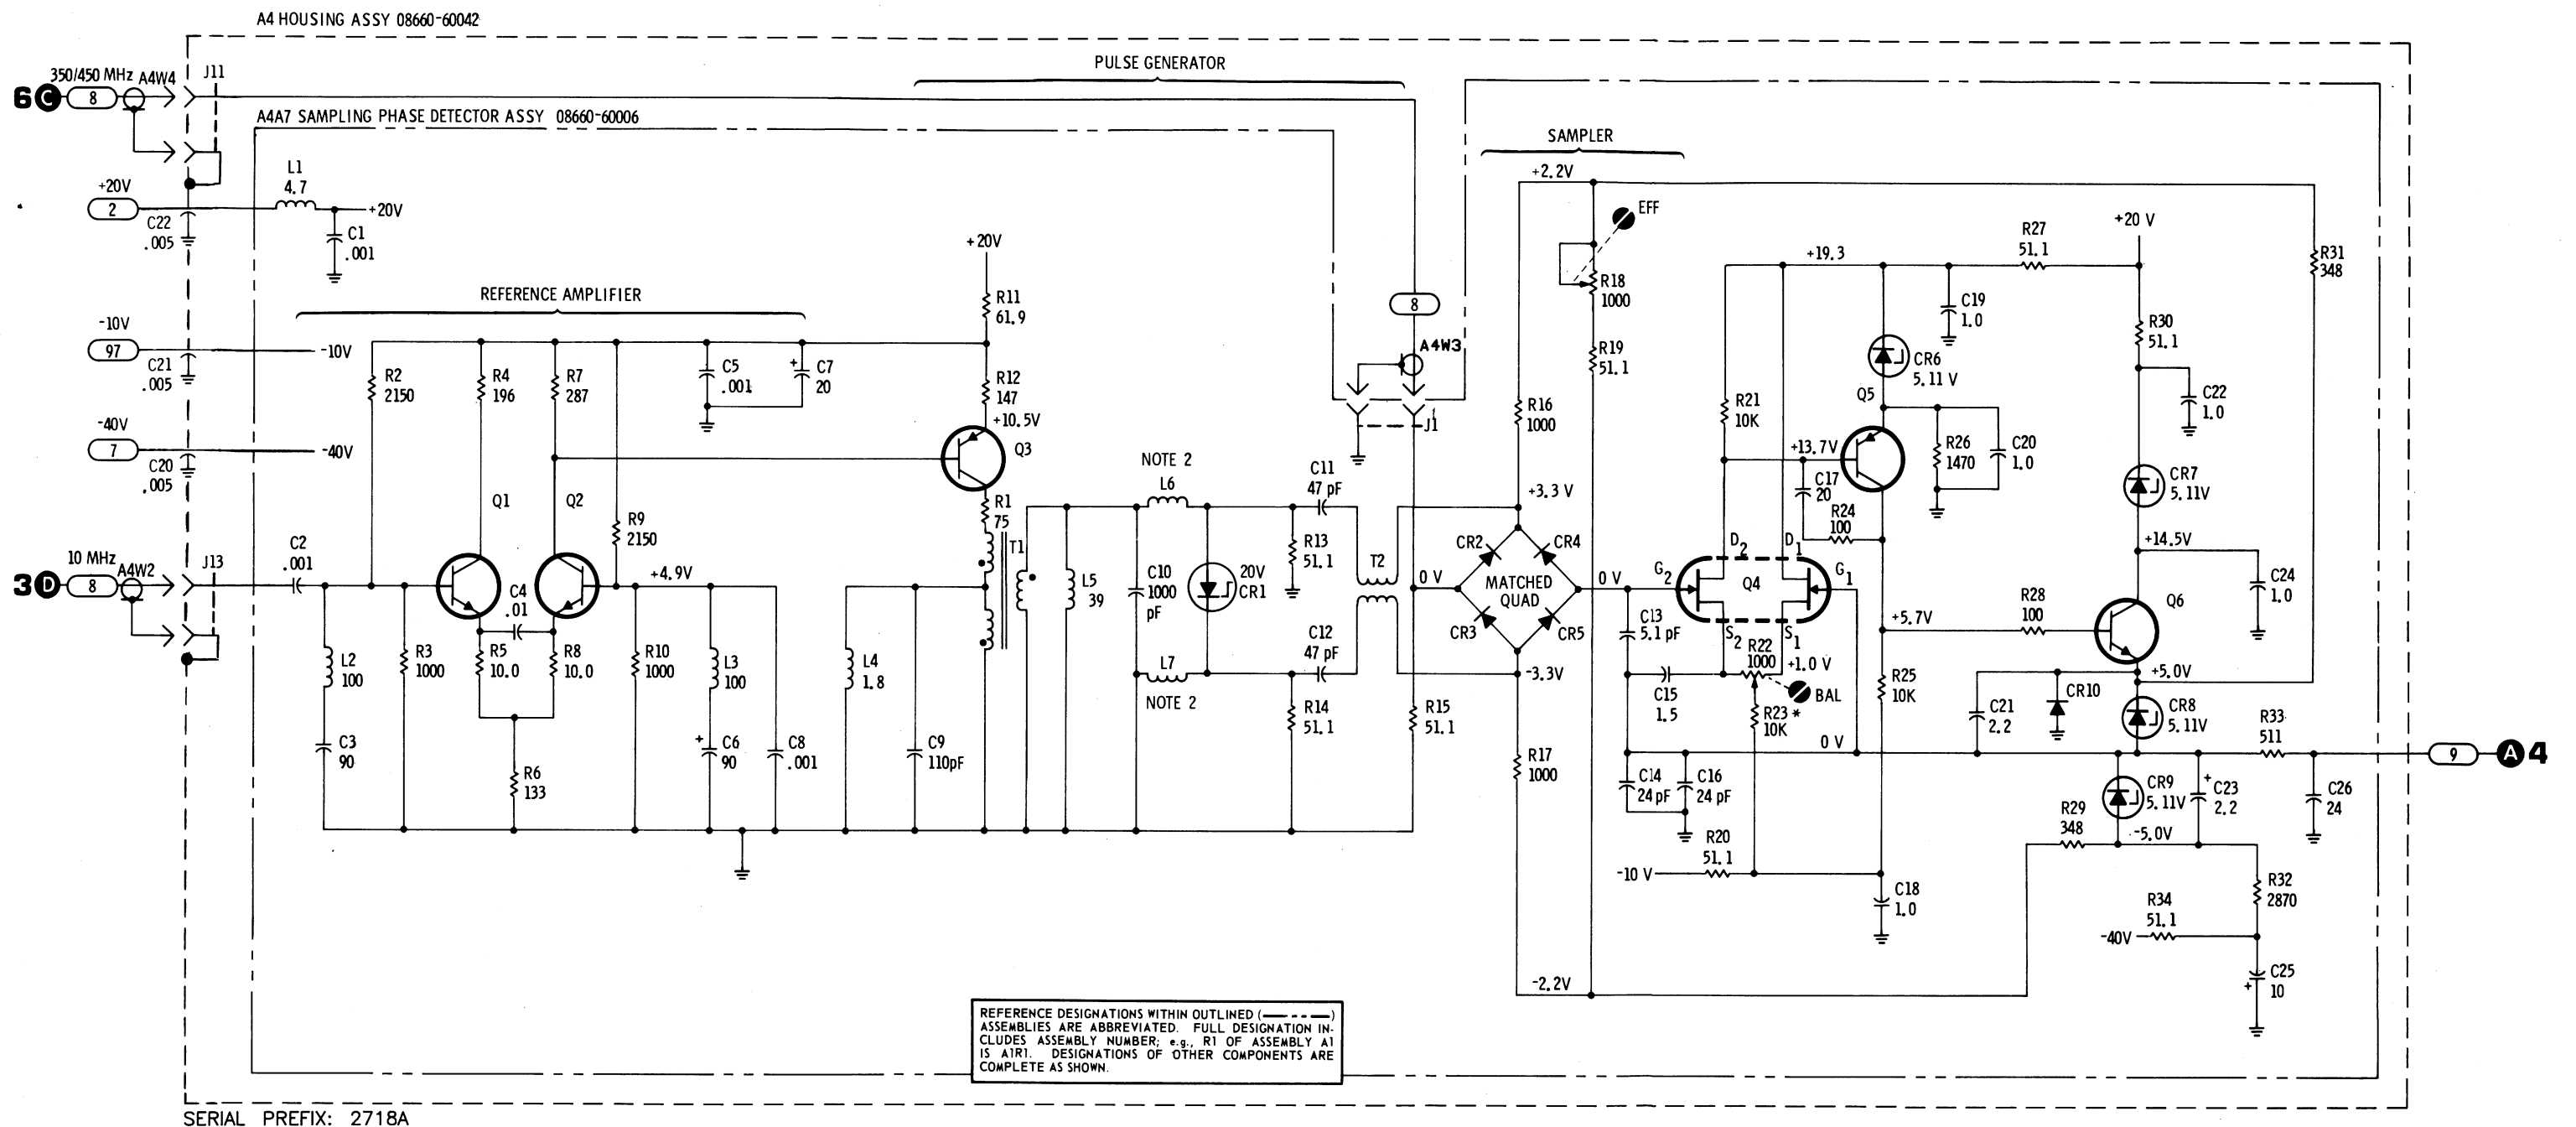 A4 HOUSING ASSY 08660-60042
PULSE GENERATOR
350/450 MHz
A4W4
J11
6 C
8
A4A7 SAMPLING PHASE DETECTOR ASSY 08660-60006
SAMPLER
+2.2V
EFF
L1
4.7
+20V
2
+20V
C22
.005
C1
.001
+20V
R11
61.9
R18
1000
+19.3
R27
51.1
+20 V
R31
348
REFERENCE AMPLIFIER
8
C19
1.0
R30
51.1
-10V
97
-10V
C21
.005
R2
2150
R4
196
R7
287
C5
.001
+
C7
20
R12
147
+10.5V
Q3
A4W3
J1
R19
51.1
R16
1000
R21
10K
CR6
5.11 V
Q5
C22
1.0
-40V
7
-40V
C20
.005
NOTE 2
L6
C11
47 pF
+3.3 V
+13.7V
C17
20
R24
100
R26
1470
C20
1.0
CR7
5.11V
Q1
Q2
R9
2150
R1
75
T1
+14.5V
10 MHz
A4W2
J13
3 D
8
C2
.001
C4
.01
+4.9V
L5
39
C10
1000
pF
20V
CR1
R13
51.1
T2
0 V
CR2
CR4
MATCHED
QUAD
CR3
CR5
0 V
G2
D2
D1
Q4
G1
S2
S1
C13
5.1 pF
R22
1000
+1.0 V
+5.7V
R28
100
Q6
C24
1.0
L2
100
R3
1000
R5
10.0
R8
10.0
R10
1000
L3
100
L4
1.8
L7
NOTE 2
C12
47 pF
-3.3V
C15
1.5
BAL
R23 *
10K
R25
10K
+5.0V
C21
2.2
CR10
CR8
5.11V
R33
511
C3
90
R6
133
+
C6
90
C8
.001
C9
110pF
R14
51.1
R15
51.1
R17
1000
0 V
9
A 4
C14
24 pF
C16
24 pF
CR9
5.11V
+
C23
2.2
C26
24
R20
51.1
-10 V
R29
348
-5.0V
C18
1.0
R32
2870
R34
51.1
-40V
C25
10
+
-2.2V
REFERENCE DESIGNATIONS WITHIN OUTLINED ( )
ASSEMBLIES ARE ABBREVIATED. FULL DESIGNATION IN-
CLUDES ASSEMBLY NUMBER; e.g., R1 OF ASSEMBLY A1
IS A1R1. DESIGNATIONS OF OTHER COMPONENTS ARE
COMPLETE AS SHOWN.
SERIAL PREFIX: 2718A